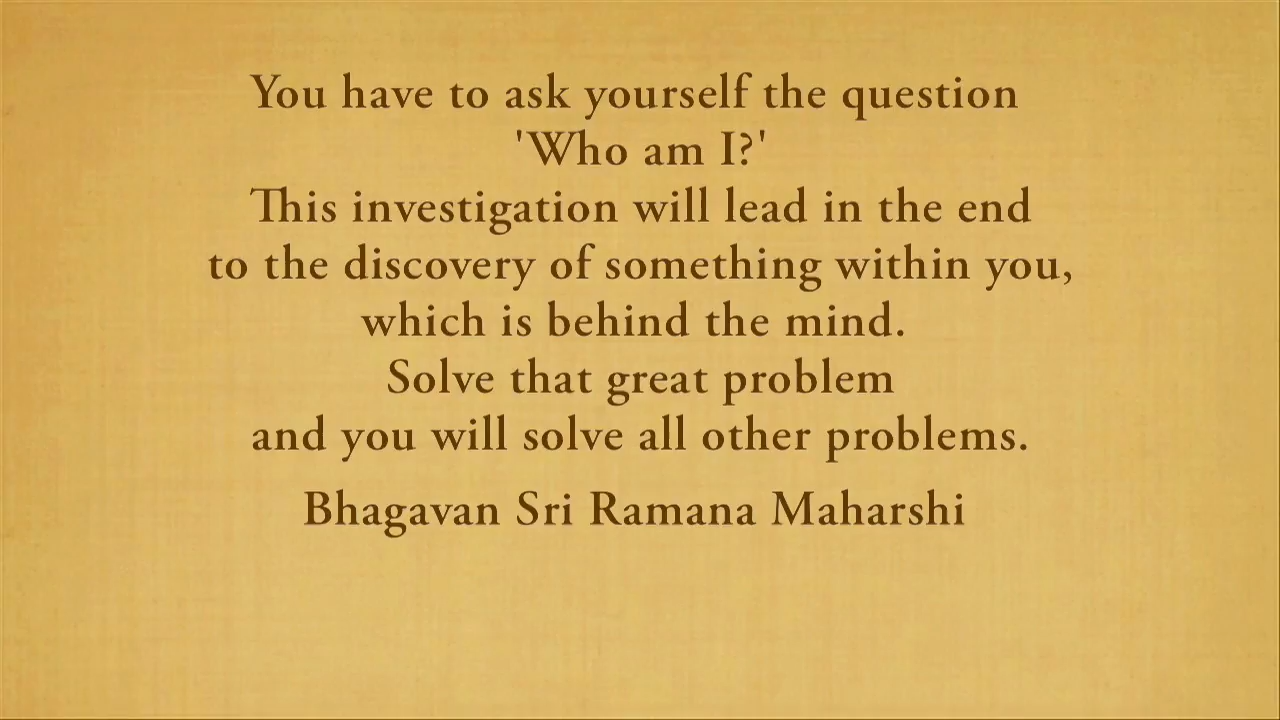 You have to ask yourself the question
'Who am I?'
This investigation will lead in the end
to the discovery of something within you,
which is behind the mind.
Solve that great problem
and you will solve all other problems.
Bhagavan Sri Ramana Maharshi